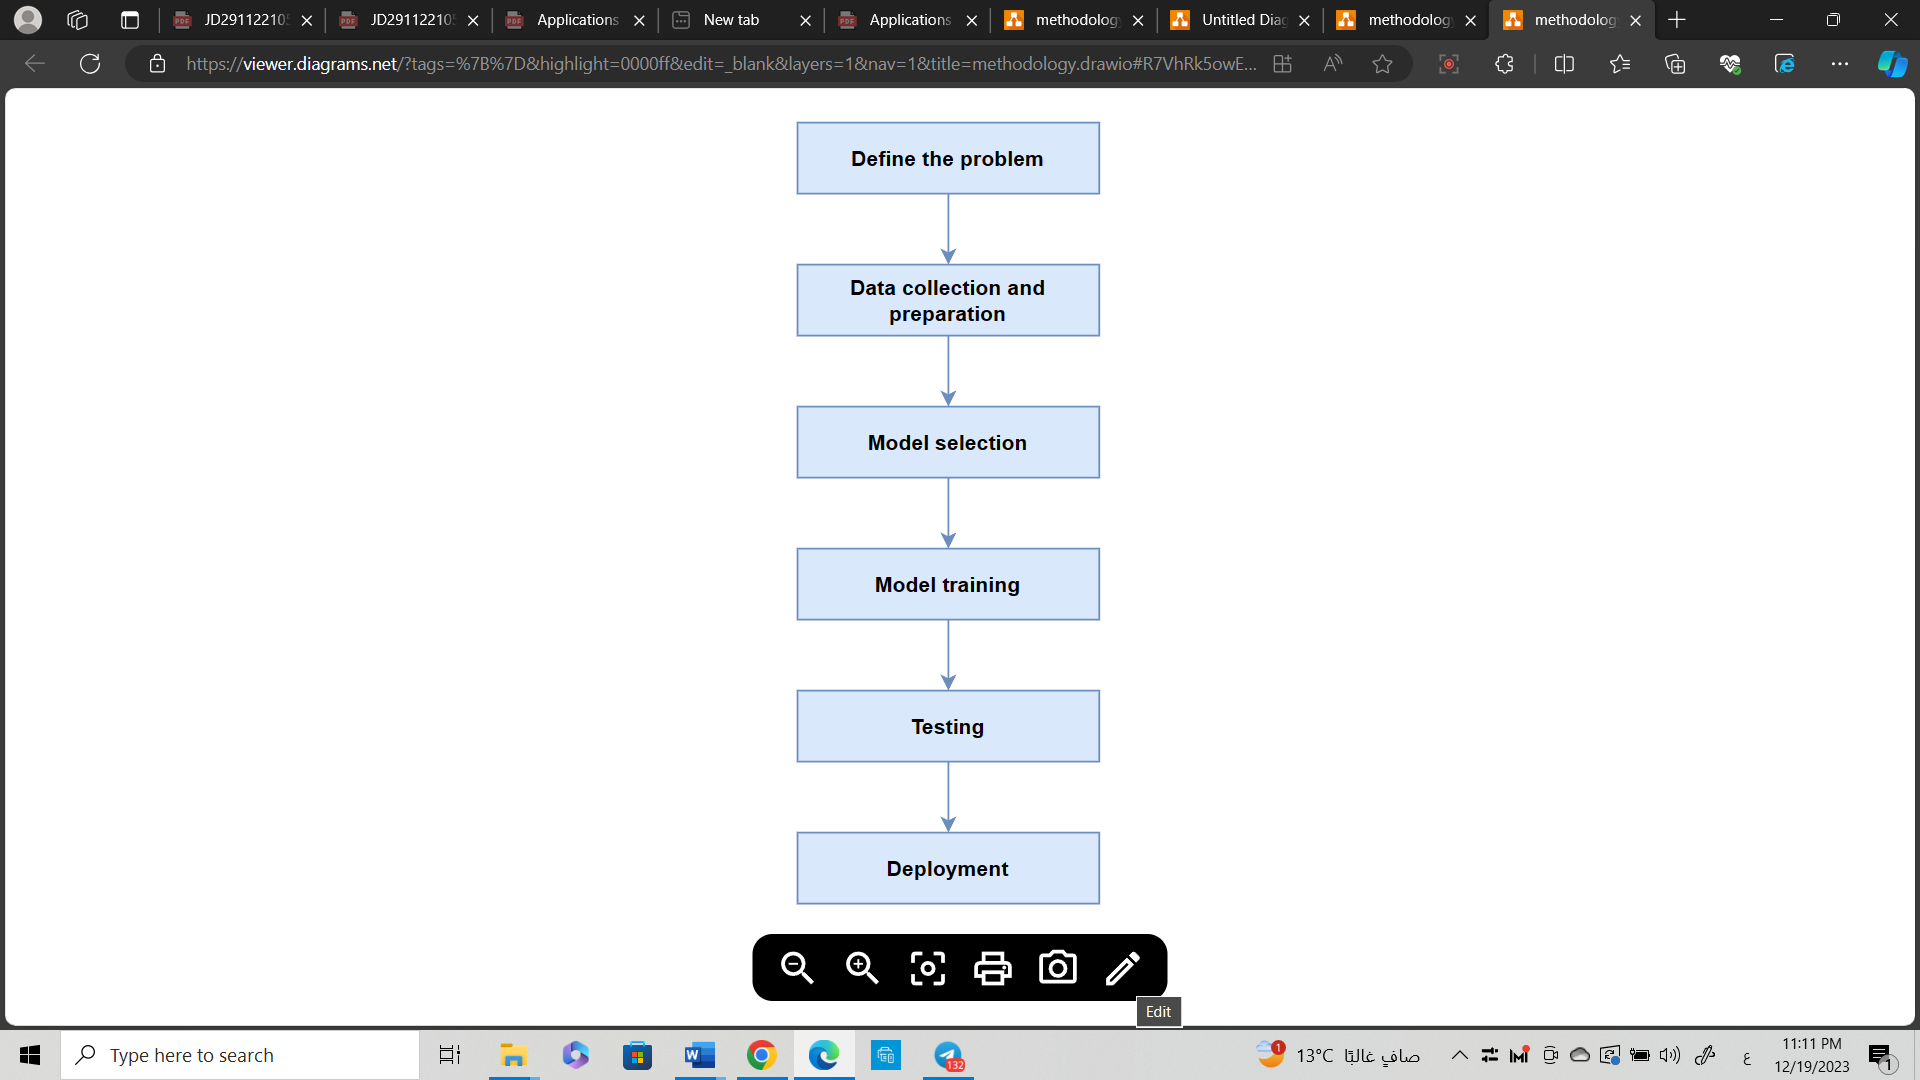 JD29112210
JD29112210
Applications
New tab
Applications
methodolog
Untitled Diag
methodolog
methodolog
https://viewer.diagrams.net/?tags=%7B%7D&highlight=0000ff&edit=_blank&layers=1&nav=1&title=methodology.drawio#R7VhRk5owE...
Define the problem
Data collection and
preparation
Model selection
Model training
Testing
Deployment
Edit
Type here to search
132
1
13°C صافٍ غالبًا
ع
11:11 PM
12/19/2023
1